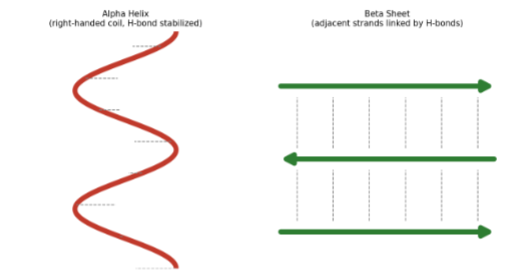 Alpha Helix
(right-handed coil, H-bond stabilized)
Beta Sheet
(adjacent strands linked by H-bonds)